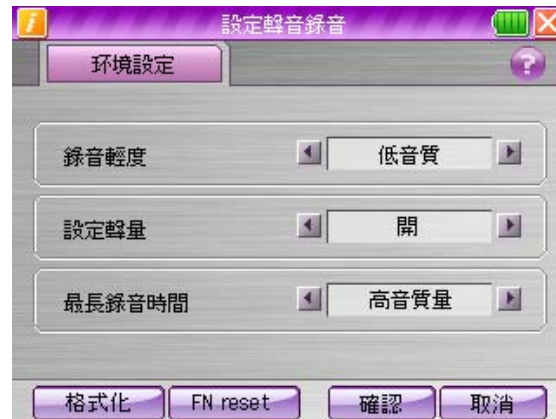 設定聲音錄音
环境設定
錄音輕度
低音質
設定聲量
開
最長錄音時間
高音質量
格式化
FN reset
確認
取消